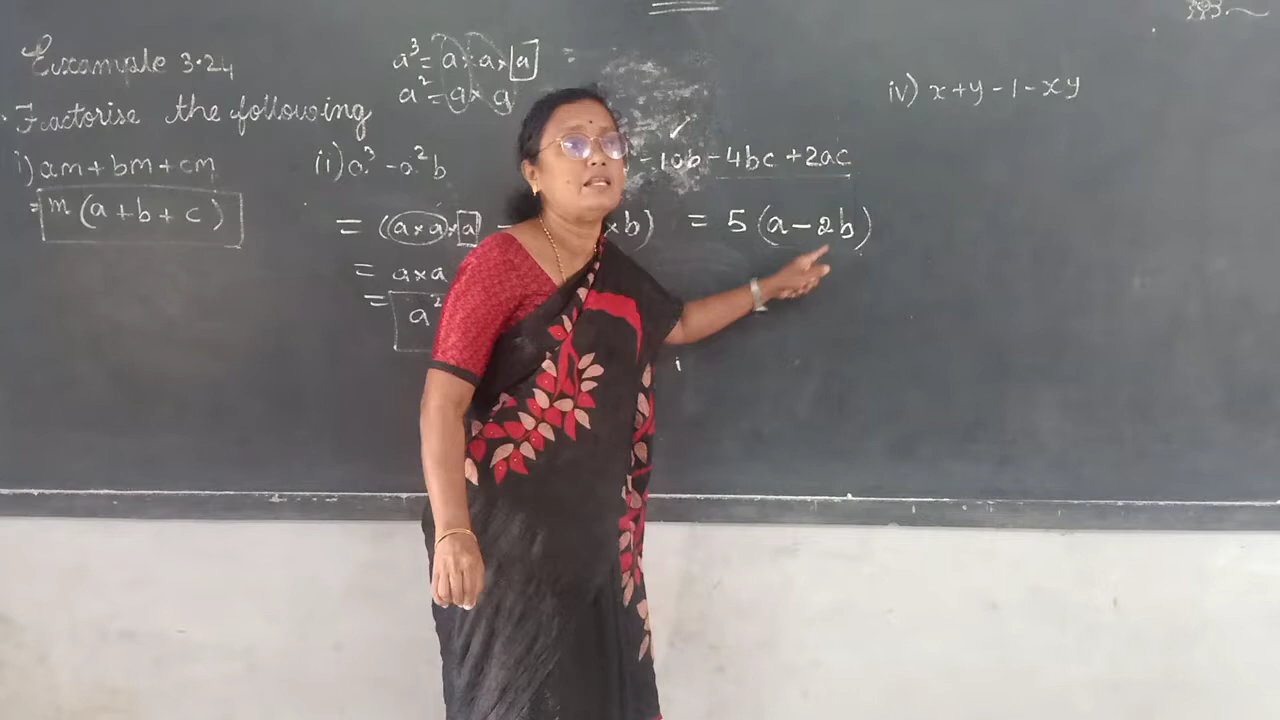 Example 3.24
Factorise the following
i) am + bm + cm
= m (a + b + c)
a³ = a × a × a =
a² = a × a
(ii) a³ - a²b
= ((a × a) × a - × b)
= a × a
= a²
- 10b - 4bc + 2ac
= 5 (a - 2b)
iv) x + y - 1 - xy